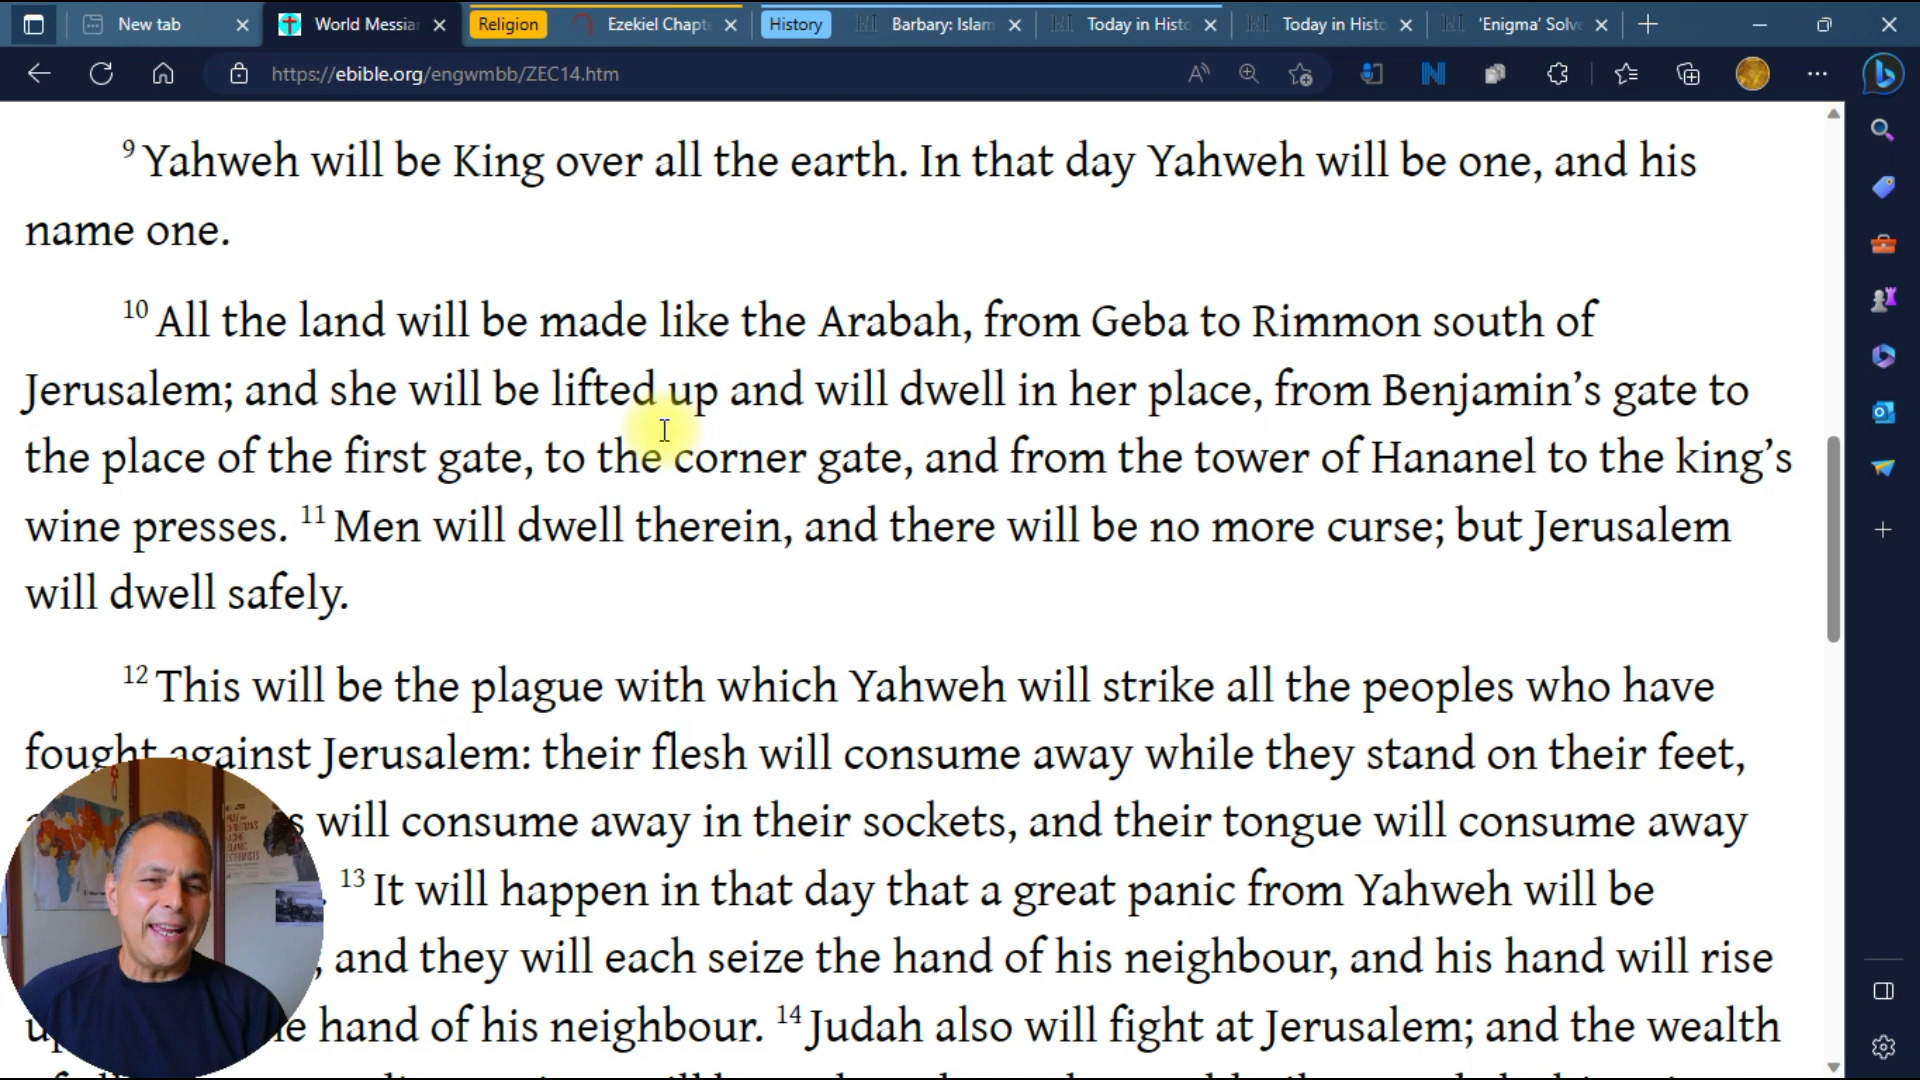 New tab
World Messia
Religion
Ezekiel Chapt
History
Barbary: Islam
Today in Histo
Today in Histo
'Enigma' Solv
https://ebible.org/engwmbb/ZEC14.htm
9 Yahweh will be King over all the earth. In that day Yahweh will be one, and his
name one.
10 All the land will be made like the Arabah, from Geba to Rimmon south of
Jerusalem; and she will be lifted up and will dwell in her place, from Benjamin’s gate to
the place of the first gate, to the corner gate, and from the tower of Hananel to the king’s
wine presses. 11 Men will dwell therein, and there will be no more curse; but Jerusalem
will dwell safely.
12 This will be the plague with which Yahweh will strike all the peoples who have
fought against Jerusalem: their flesh will consume away while they stand on their feet,
will consume away in their sockets, and their tongue will consume away
13 It will happen in that day that a great panic from Yahweh will be
, and they will each seize the hand of his neighbour, and his hand will rise
hand of his neighbour. 14 Judah also will fight at Jerusalem; and the wealth